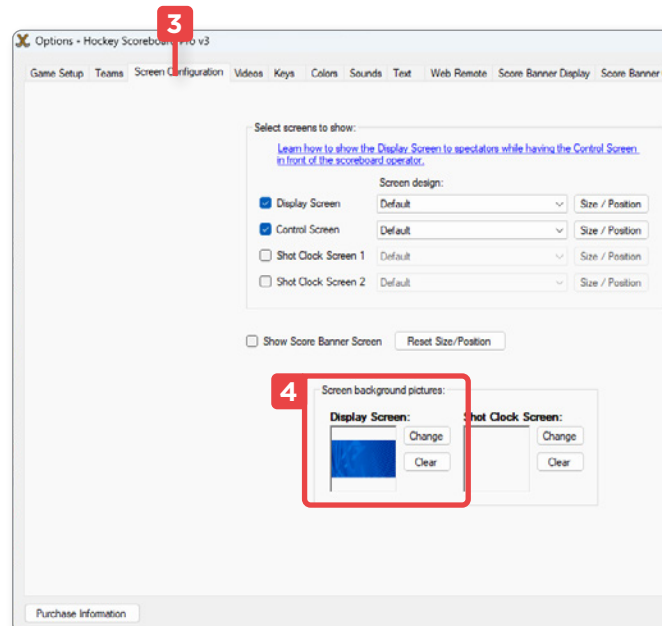 3
Options - Hockey Scoreboard Pro v3
Game Setup Teams Screen Configuration Videos Keys Colors Sounds Text Web Remote Score Banner Display Score Banner
Select screens to show:
Learn how to show the Display Screen to spectators while having the Control Screen
in front of the scoreboard operator.
Screen design:
Display Screen Default Size / Position
Control Screen Default Size / Position
Shot Clock Screen 1 Default Size / Position
Shot Clock Screen 2 Default Size / Position
Show Score Banner Screen Reset Size/Position
4
Screen background pictures:
Display Screen: Shot Clock Screen:
Change Change
Clear Clear
Purchase Information